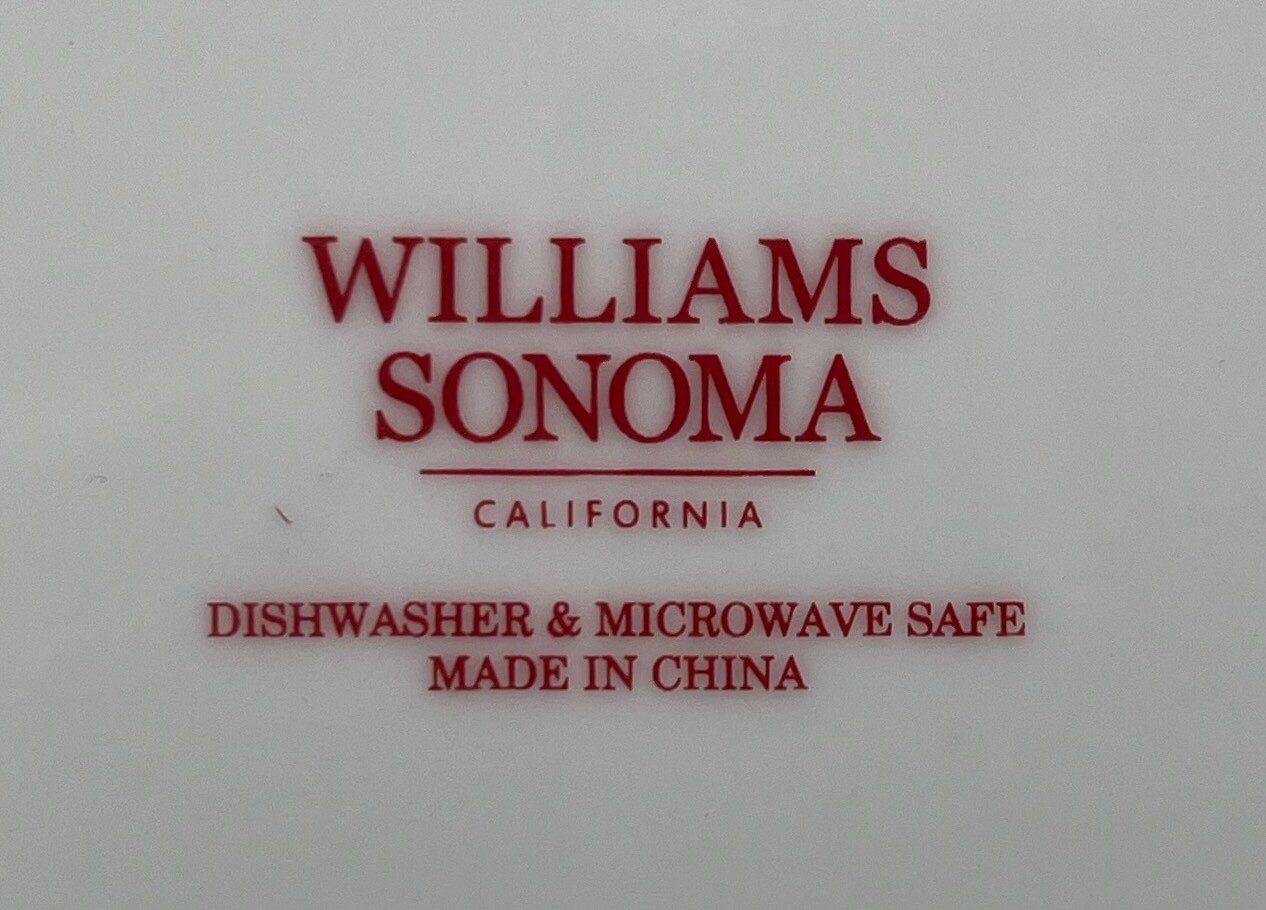 WILLIAMS
SONOMA
CALIFORNIA
DISHWASHER & MICROWAVE SAFE
MADE IN CHINA